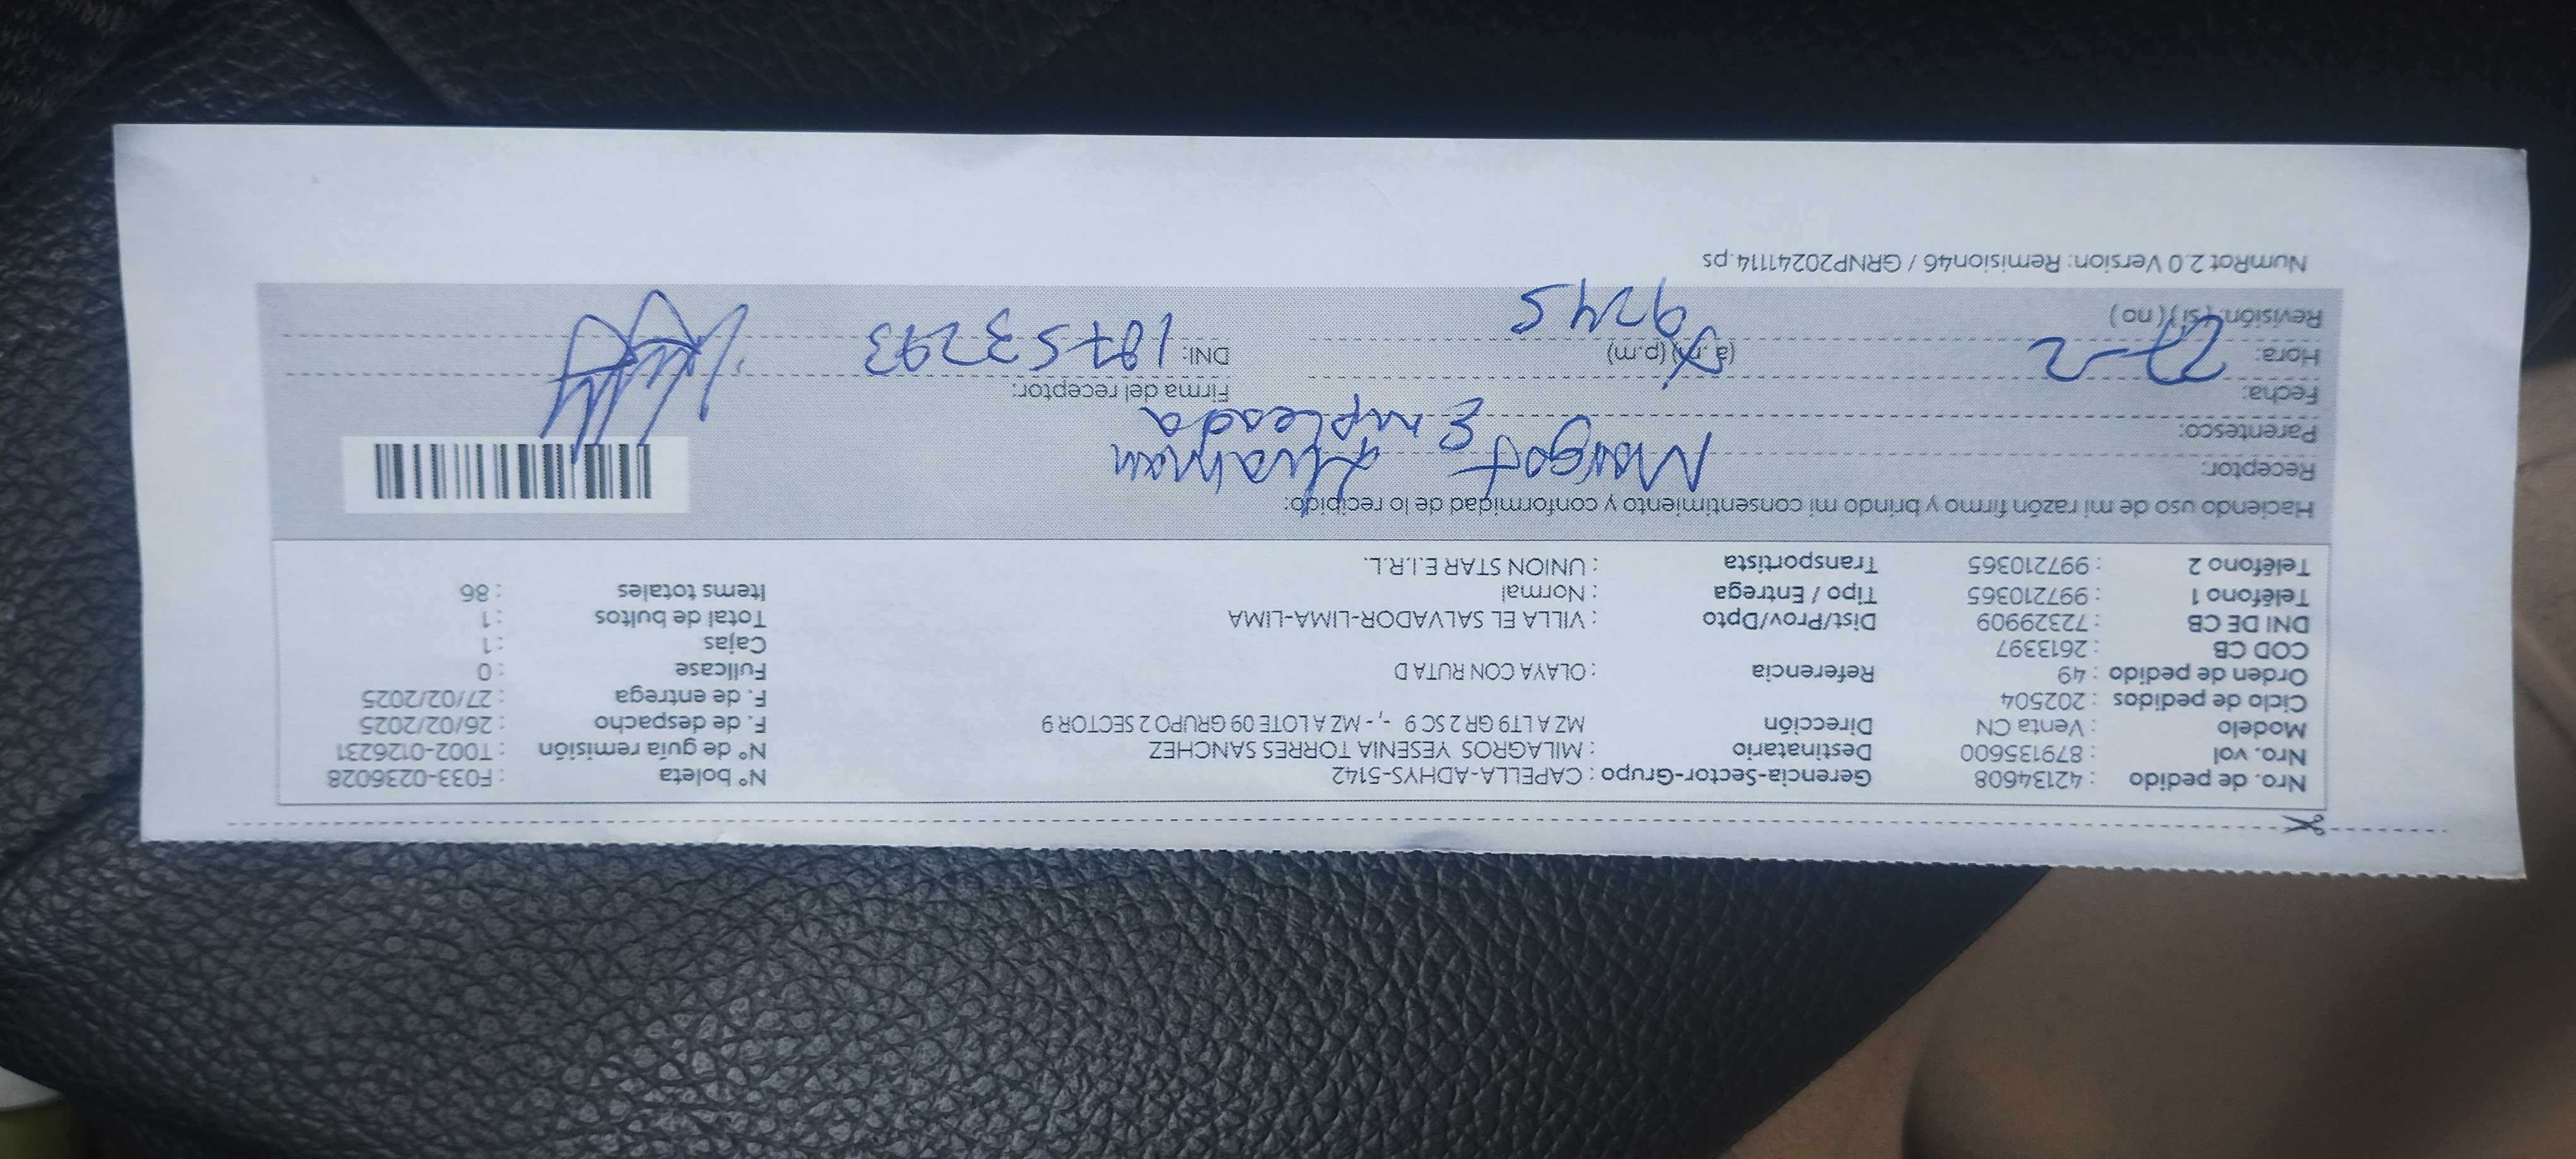 Nro. de pedido : 42134608 Gerencia-Sector-Grupo : CAPELLA-ADHYS-5142 N° boleta : F033-0236028
Nro. vol : 879135600 Destinatario : MILAGROS YESENIA TORRES SANCHEZ N° de guía remisión : T002-0126231
Modelo : Venta CN Dirección MZ A LT9 GR 2 SC 9 -,- MZ A LOTE 09 GRUPO 2 SECTOR 9 F. de despacho : 26/02/2025
Ciclo de pedidos : 202504 F. de entrega : 27/02/2025
Orden de pedido : 49 Referencia : OLAYA CON RUTA D Fullcase : 0
COD CB : 2613397 Cajas : 1
DNI DE CB : 72329909 Dist/Prov/Dpto : VILLA EL SALVADOR-LIMA-LIMA Total de bultos : 1
Teléfono 1 : 997210365 Tipo / Entrega : Normal Items totales : 86
Teléfono 2 : 997210365 Transportista : UNION STAR E.I.R.L.
Haciendo uso de mi razón firmo y brindo mi consentimiento y conformidad de lo recibido:
Receptor: Margot
Parentesco: Empleada
Fecha: 27-2 Firma del receptor:
Hora: (a.m) (p.m) 9245 DNI: 18753293
Revisión: (si) (no)
NumRot 2.0 Version: Remision46 / GRNP20241114.ps